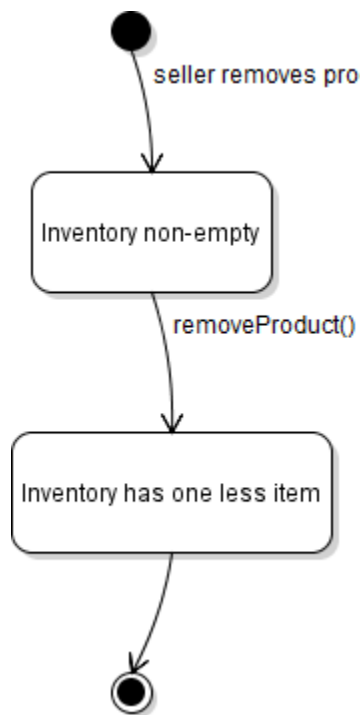 seller removes pro
Inventory non-empty
removeProduct()
Inventory has one less item